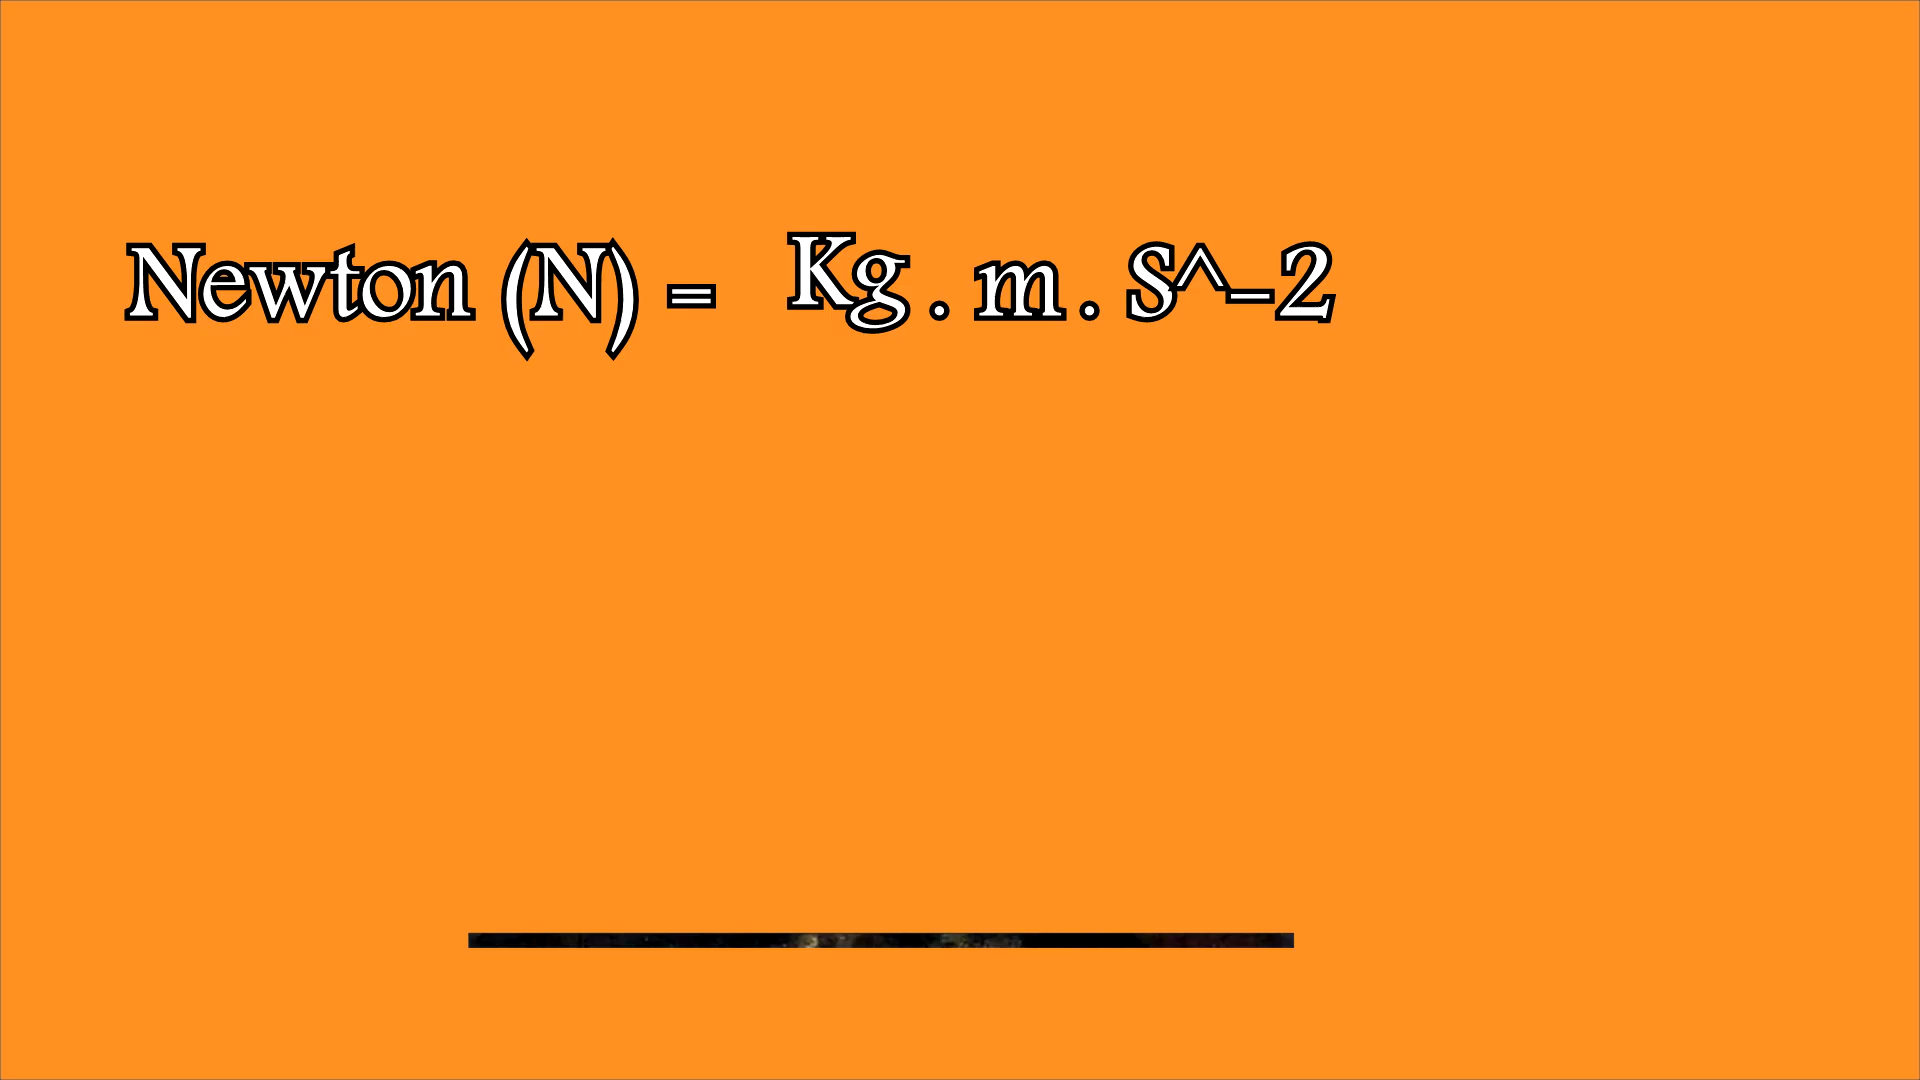 Newton (N) = Kg . m . S^-2